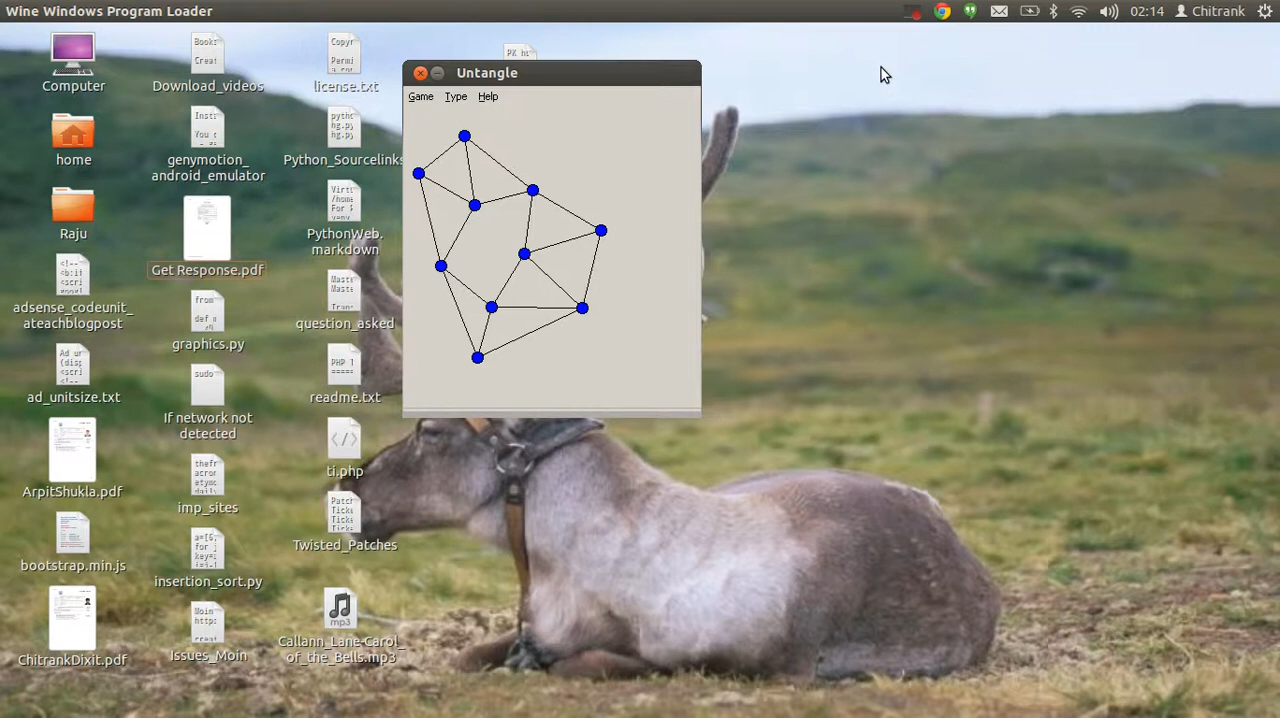 Wine Windows Program Loader
02:14
Chitrank
Computer
Download_videos
license.txt
home
genymotion_
android_emulator
Python_Sourcelinks
Raju
Get Response.pdf
PythonWeb.
markdown
adsense_codeunit_
ateachblogpost
graphics.py
question_asked
ad_unitsize.txt
If network not
detected
readme.txt
ArpitShukla.pdf
imp_sites
ti.php
bootstrap.min.js
insertion_sort.py
Twisted_Patches
ChitrankDixit.pdf
Issues_Moin
mp3
Callann_Lane-Carol_
of_the_Bells.mp3
Untangle
Game Type Help